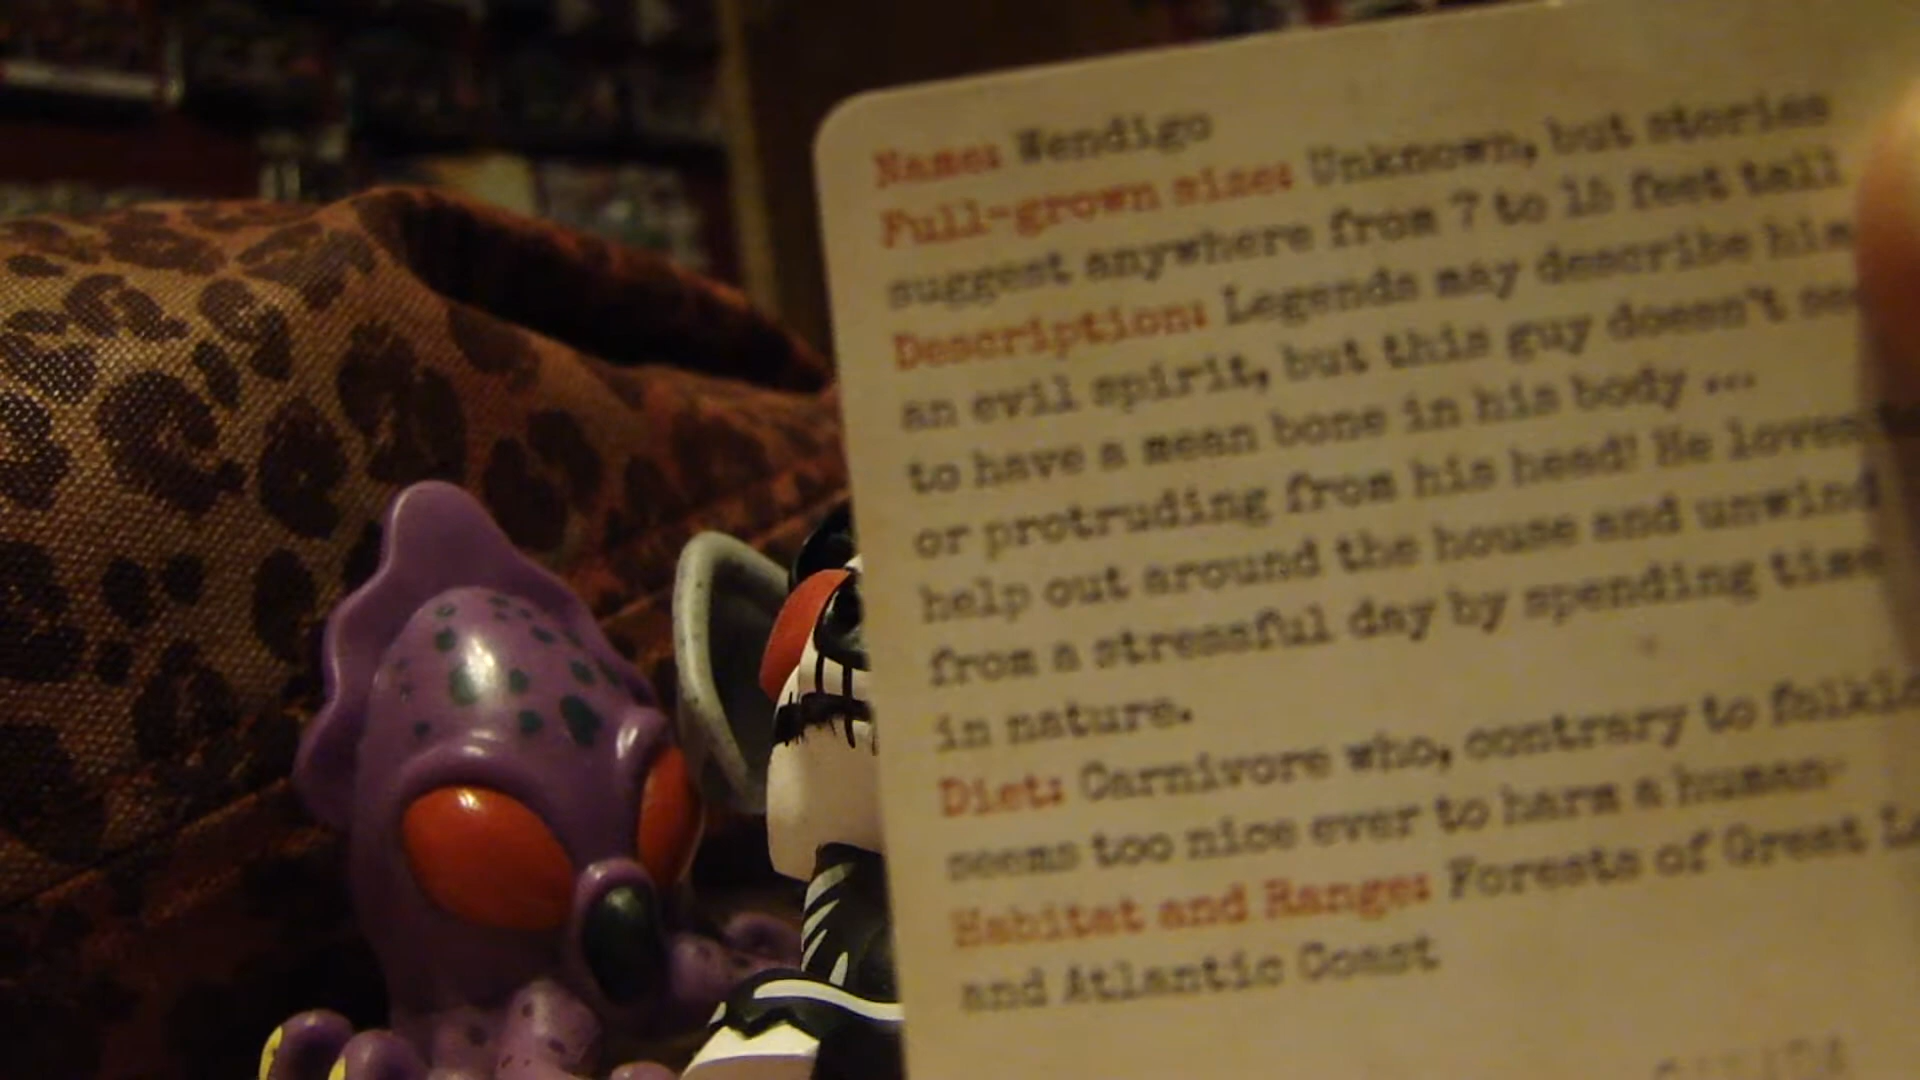 Name: Wendigo
Full-grown size: Unknown, but stories
suggest anywhere from 7 to 15 feet tall
Description: Legends may describe him
an evil spirit, but this guy doesn't
to have a mean bone in his body ...
or protruding from his head! He loves
help out around the house and unwind
from a stressful day by spending time
in nature.
Diet: Carnivore who, contrary to
seems too nice ever to harm a human
Habitat and Range: Forests of Great
and Atlantic Coast